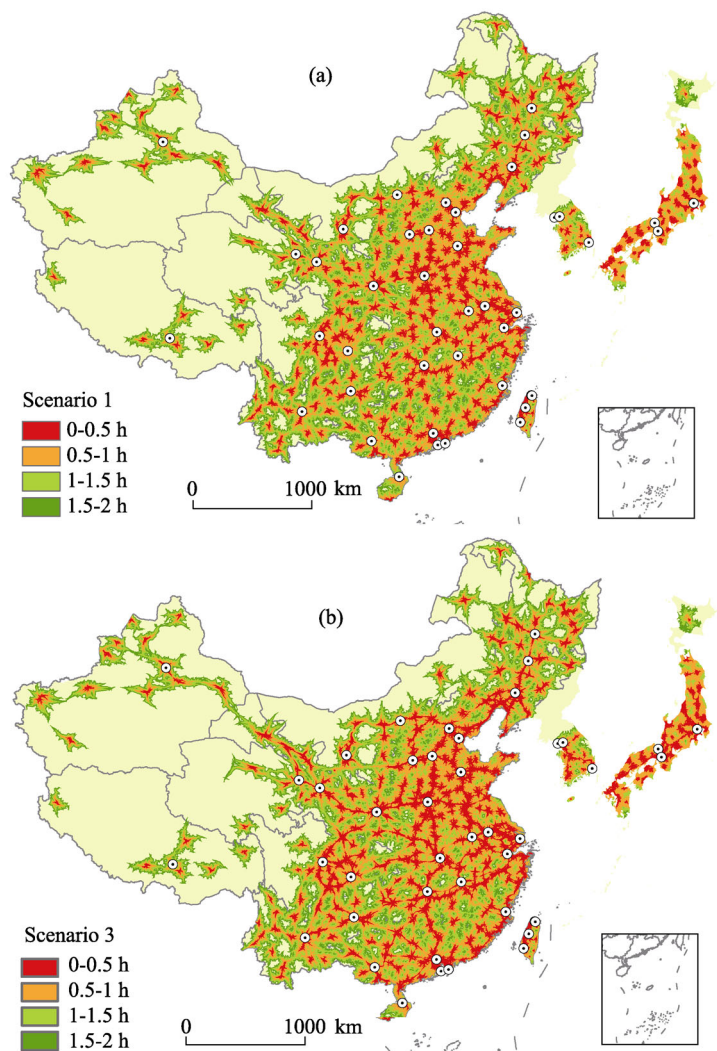 (a)
Scenario 1
0-0.5 h
0.5-1 h
1-1.5 h
1.5-2 h
0 1000 km
(b)
Scenario 3
0-0.5 h
0.5-1 h
1-1.5 h
1.5-2 h
0 1000 km